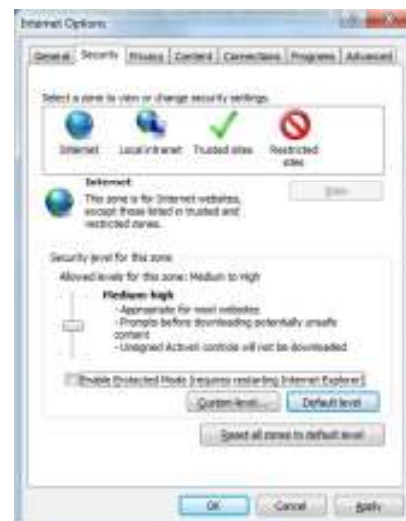 Internet Options
General Security Privacy Content Connections Programs Advanced
Select a zone to view or change security settings.
Internet Local intranet Trusted sites Restricted
sites
Internet
This zone is for Internet websites,
except those listed in trusted and
restricted zones.
Sites
Security level for this zone
Allowed levels for this zone: Medium to High
Medium-high
- Appropriate for most websites
- Prompts before downloading potentially unsafe
content
- Unsigned ActiveX controls will not be downloaded
Enable Protected Mode (requires restarting Internet Explorer)
Custom level... Default level
Reset all zones to default level
OK Cancel Apply